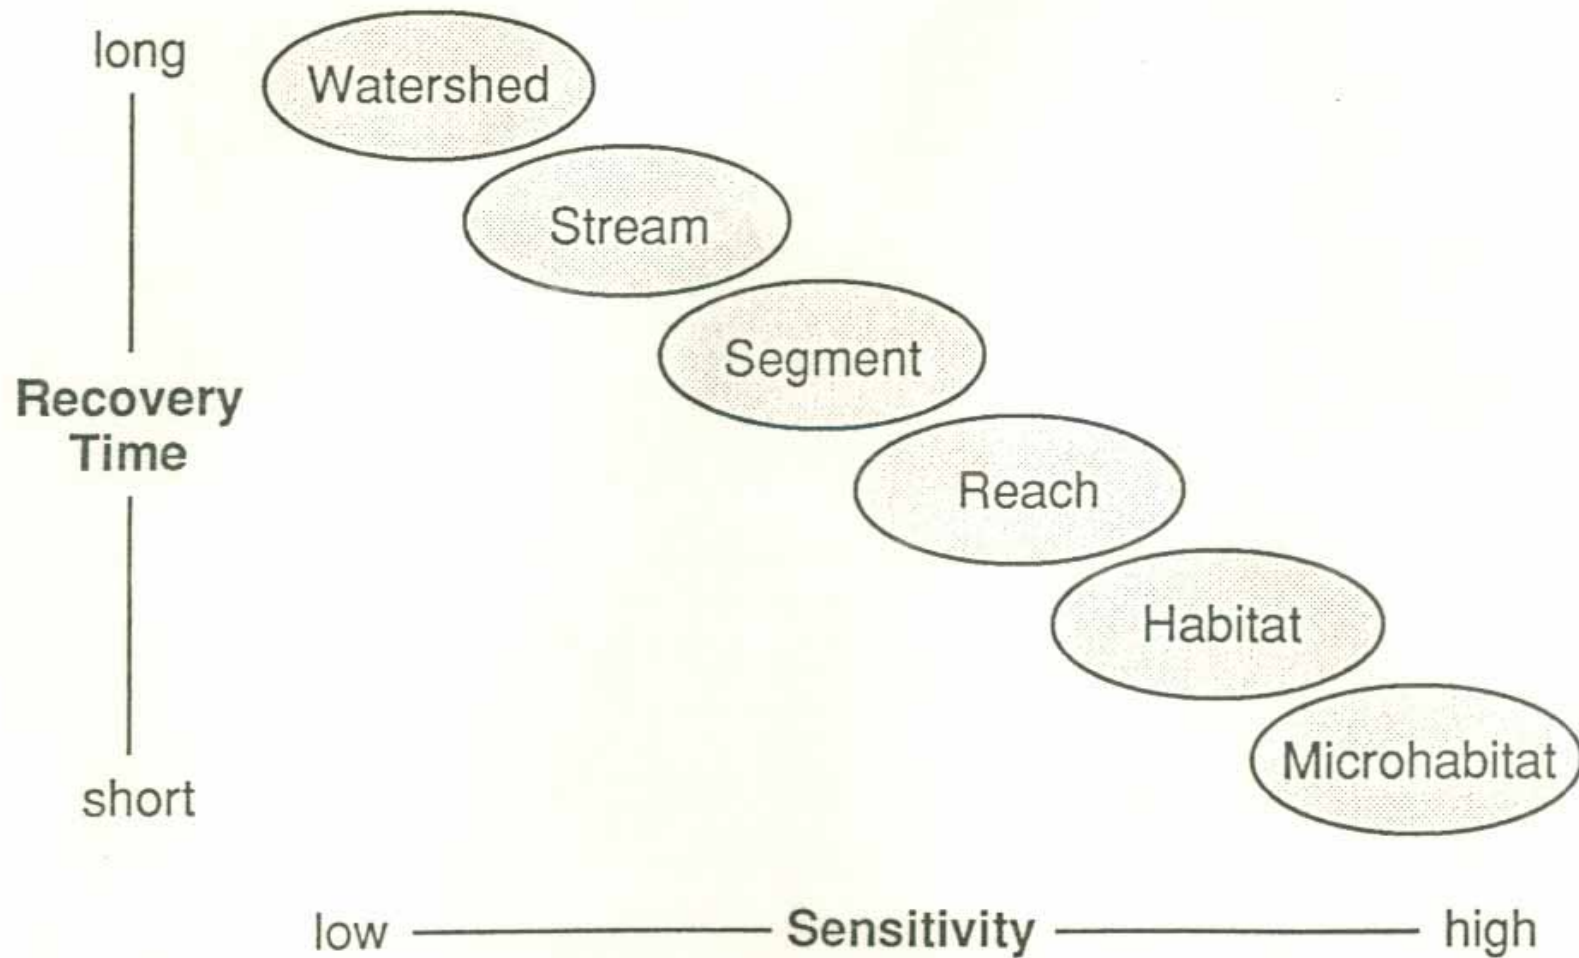 long
Watershed
Stream
Segment
Recovery
Time
Reach
Habitat
Microhabitat
short
low
Sensitivity
high